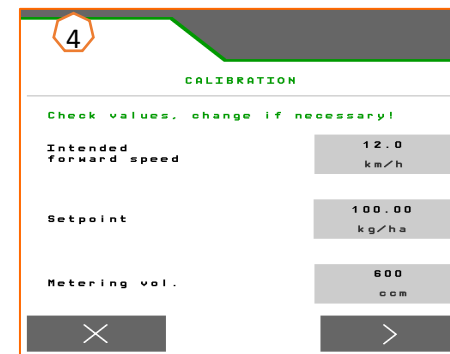 4
CALIBRATION
Check values, change if necessary!
Intended
forward speed
12.0
km/h
Setpoint
100.00
kg/ha
Metering vol.
600
ccm